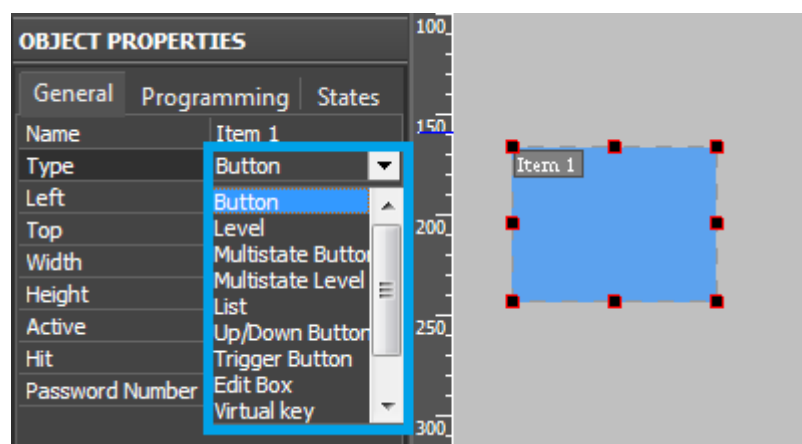 OBJECT PROPERTIES
General Programming States
Name Item 1
Type Button
Left
Top
Width
Height
Active
Hit
Password Number
Button
Level
Multistate Button
Multistate Level
List
Up/Down Button
Trigger Button
Edit Box
Virtual key
100
150
200
250
300
Item 1